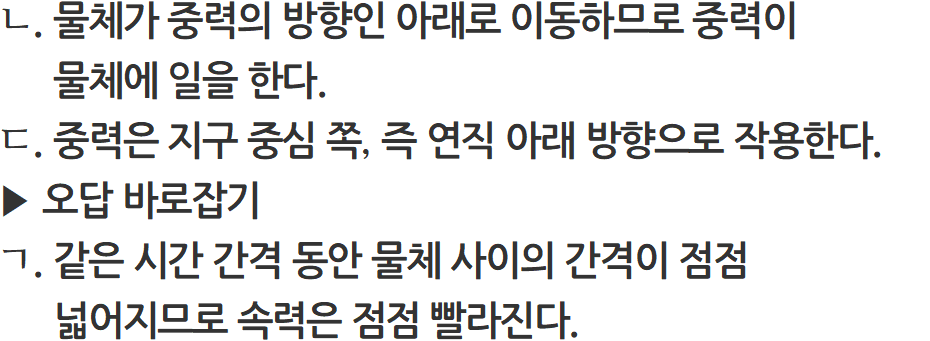 ㄴ. 물체가 중력의 방향인 아래로 이동하므로 중력이
물체에 일을 한다.
ㄷ. 중력은 지구 중심 쪽, 즉 연직 아래 방향으로 작용한다.
▶ 오답 바로잡기
ㄱ. 같은 시간 간격 동안 물체 사이의 간격이 점점
넓어지므로 속력은 점점 빨라진다.